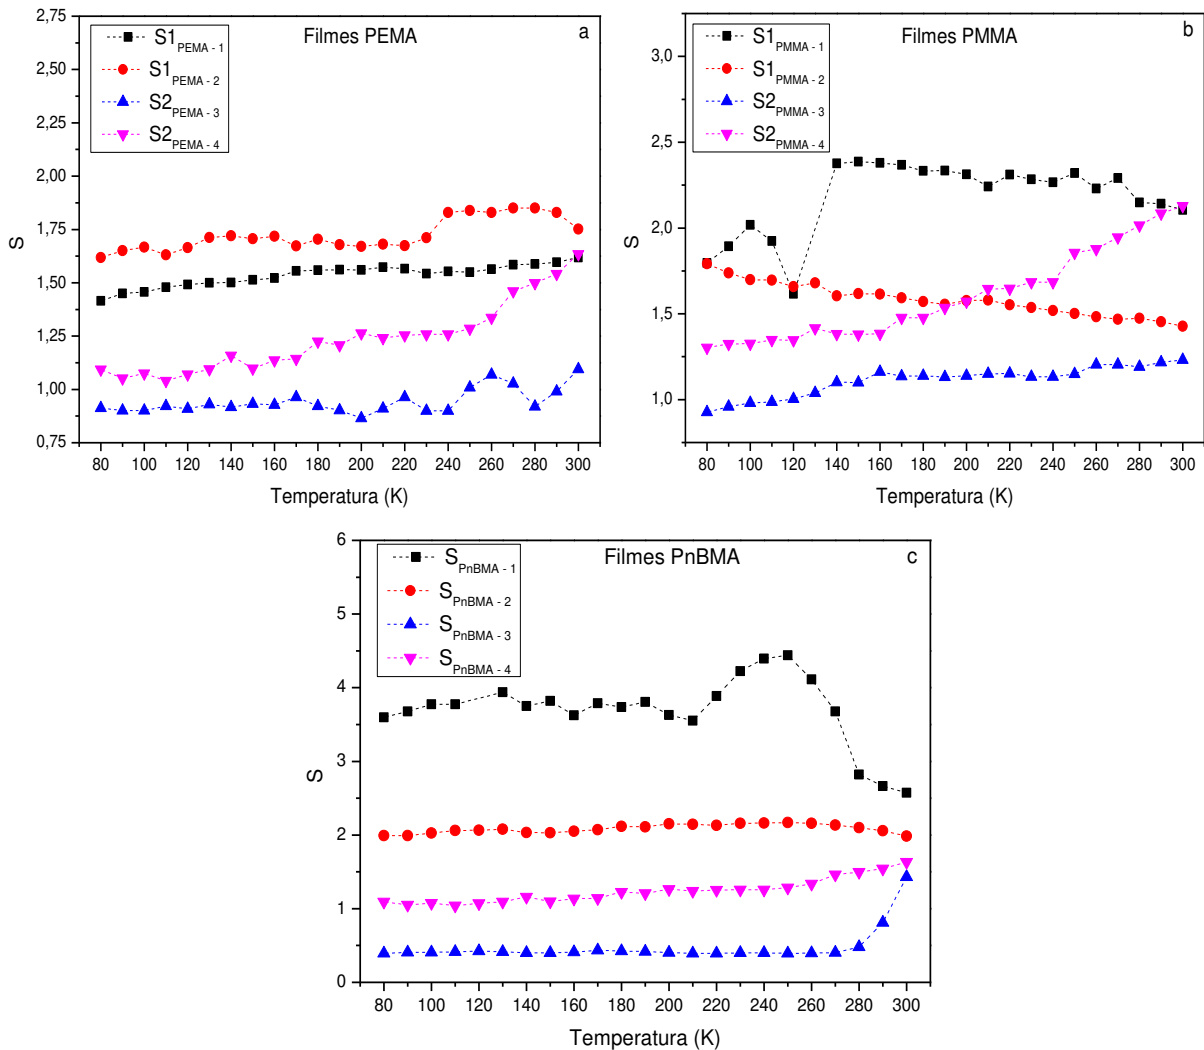 Filmes PEMA
a
S1PEMA - 1
S1PEMA - 2
S2PEMA - 3
S2PEMA - 4
2,75
2,50
2,25
2,00
1,75
1,50
1,25
1,00
0,75
S
80 100 120 140 160 180 200 220 240 260 280 300
Temperatura (K)
Filmes PMMA
b
S1PMMA - 1
S1PMMA - 2
S2PMMA - 3
S2PMMA - 4
3.0
2.5
2.0
1.5
1.0
S
80 100 120 140 160 180 200 220 240 260 280 300
Temperatura (K)
Filmes PnBMA
c
SPnBMA - 1
SPnBMA - 2
SPnBMA - 3
SPnBMA - 4
6
5
4
3
2
1
0
S
80 100 120 140 160 180 200 220 240 260 280 300
Temperatura (K)